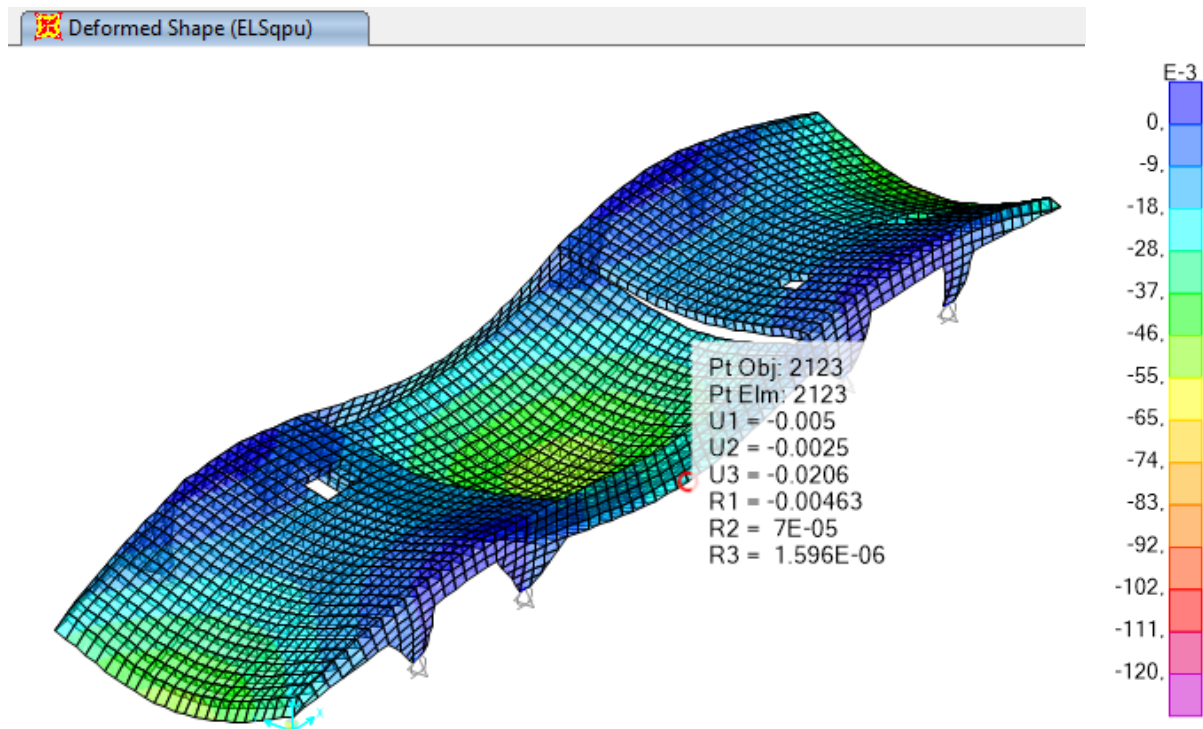 Deformed Shape (ELSqpu)
E-3
0,
-9,
-18,
-28,
-37,
-46,
-55,
-65,
-74,
-83,
-92,
-102,
-111,
-120,
Pt Obj: 2123
Pt Elm: 2123
U1 = -0.005
U2 = -0.0025
U3 = -0.0206
R1 = -0.00463
R2 = 7E-05
R3 = 1.596E-06
x